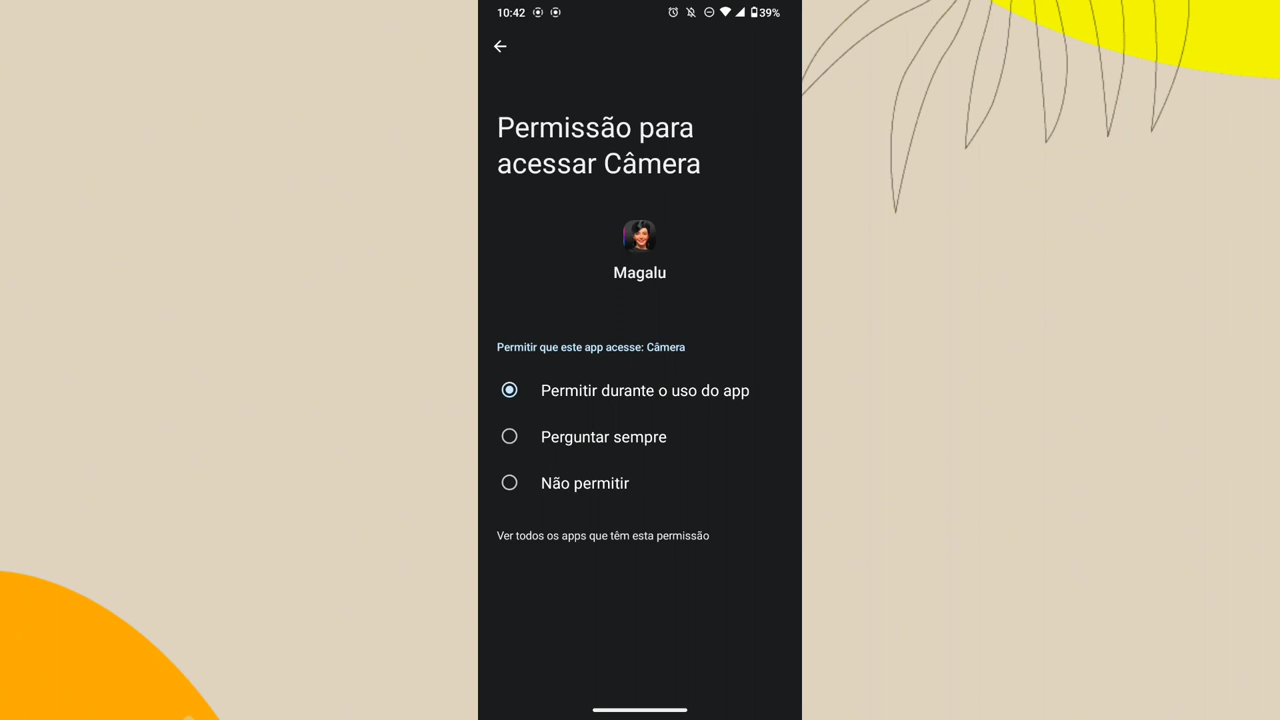 10:42 39%
Permissão para
acessar Câmera
Magalu
Permitir que este app acesse: Câmera
Permitir durante o uso do app
Perguntar sempre
Não permitir
Ver todos os apps que têm esta permissão